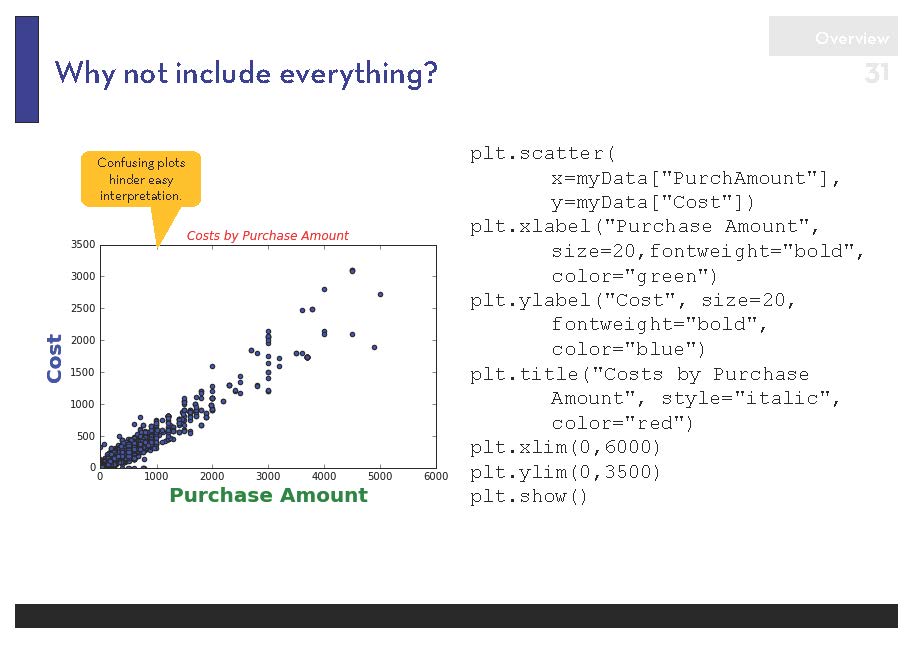 Overview
31
Why not include everything?
Confusing plots
hinder easy
interpretation.
Costs by Purchase Amount
3500
3000
2500
2000
1500
1000
500
0
0 1000 2000 3000 4000 5000 6000
Cost
Purchase Amount
plt.scatter(
x=myData["PurchAmount"],
y=myData["Cost"])
plt.xlabel("Purchase Amount",
size=20,fontweight="bold",
color="green")
plt.ylabel("Cost", size=20,
fontweight="bold",
color="blue")
plt.title("Costs by Purchase
Amount", style="italic",
color="red")
plt.xlim(0,6000)
plt.ylim(0,3500)
plt.show()